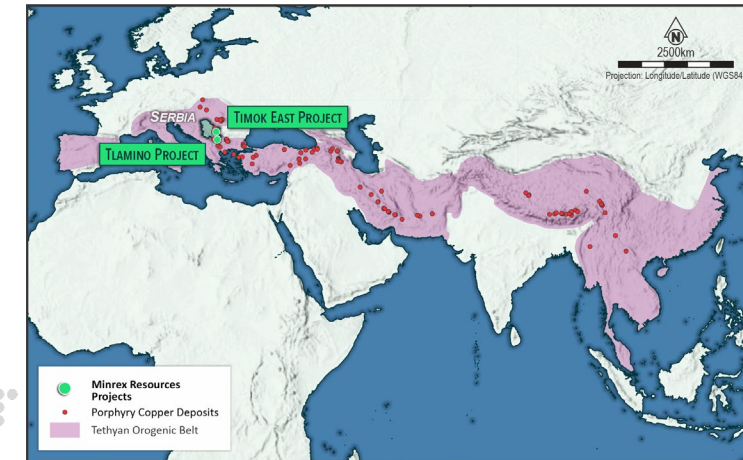 N
2500km
Projection: Longitude/Latitude (WGS84
SERBIA
TIMOK EAST PROJECT
TLAMINO PROJECT
Minrex Resources
Projects
Porphyry Copper Deposits
Tethyan Orogenic Belt